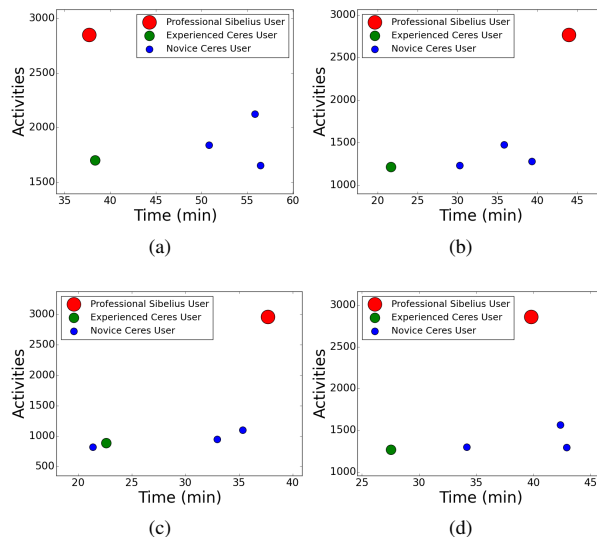 3000
2500
2000
1500
Activities
35 40 45 50 55 60
Time (min)
Professional Sibelius User
Experienced Ceres User
Novice Ceres User
(a)
3000
2500
2000
1500
1000
Activities
20 25 30 35 40
Time (min)
Professional Sibelius User
Experienced Ceres User
Novice Ceres User
(b)
3000
2500
2000
1500
1000
500
Activities
20 25 30 35 40
Time (min)
Professional Sibelius User
Experienced Ceres User
Novice Ceres User
(c)
3000
2500
2000
1500
1000
Activities
25 30 35 40 45
Time (min)
Professional Sibelius User
Experienced Ceres User
Novice Ceres User
(d)